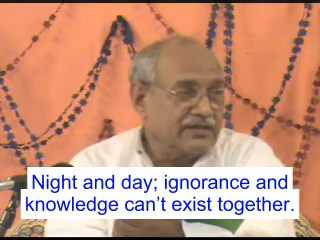 Night and day; ignorance and
knowledge can't exist together.